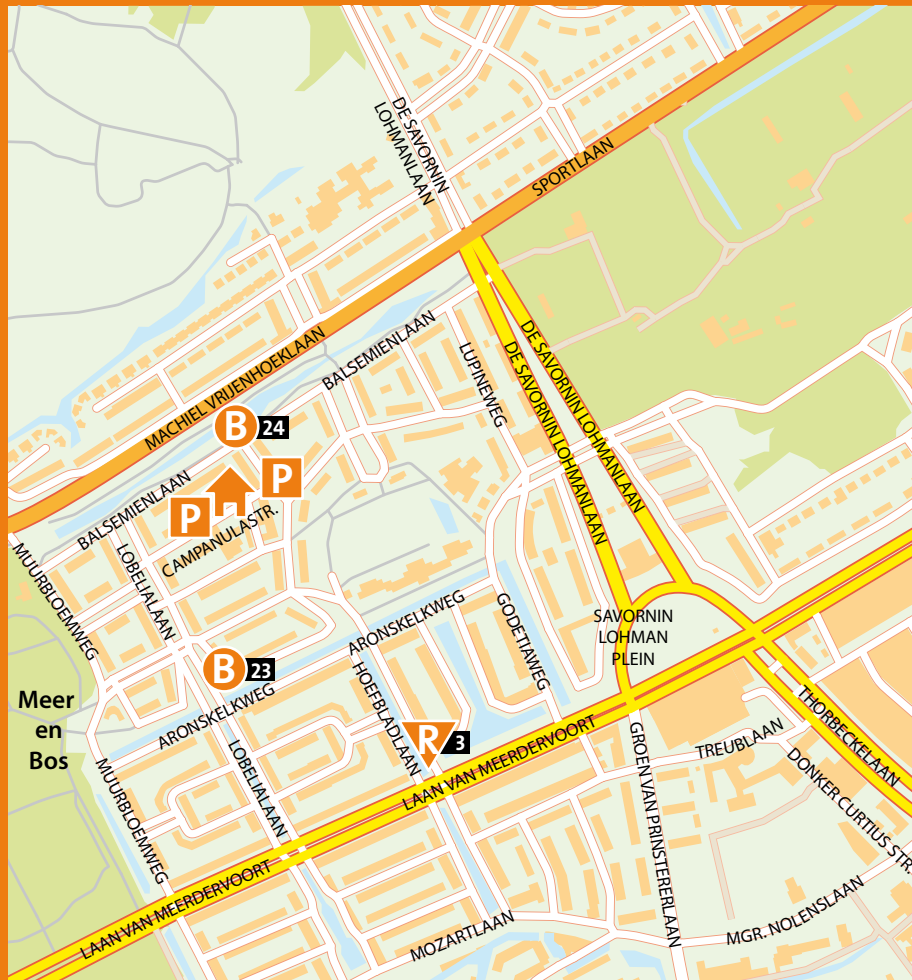 DE SAVORNIN
LOHMANLAAN
SPORTLAAN
MACHIEL VRIJENHOEKLAAN
BALSEMIENLAAN
LUPINEWEG
DE SAVORNIN LOHMANLAAN
DE SAVORNIN LOHMANLAAN
B 24
P
P
BALSEMIENLAAN
CAMPANULASTR.
MUURBLOEMWEG
LOBELIALAAN
ARONSKELKWEG
GODETIAWEG
SAVORNIN
LOHMAN
PLEIN
B 23
HOEFBLADLAAN
Meer
en
Bos
ARONSKELKWEG
R 3
THORBECKELAAN
LAAN VAN MEERDERVOORT
TREUBLAAN
GROEN VAN PRINSTERERLAAN
DONKER CURTIUS STR.
MUURBLOEMWEG
LOBELIALAAN
LAAN VAN MEERDERVOORT
MOZARTLAAN
MGR. NOLENSLAAN